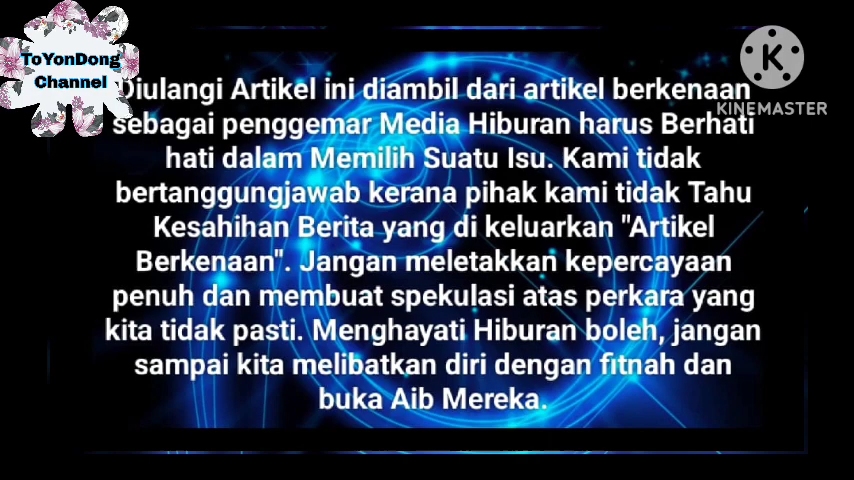 ToYonDong
Channel
KINEMASTER
Diulangi Artikel ini diambil dari artikel berkenaan
sebagai penggemar Media Hiburan harus Berhati
hati dalam Memilih Suatu Isu. Kami tidak
bertanggungjawab kerana pihak kami tidak Tahu
Kesahihan Berita yang di keluarkan "Artikel
Berkenaan". Jangan meletakkan kepercayaan
penuh dan membuat spekulasi atas perkara yang
kita tidak pasti. Menghayati Hiburan boleh, jangan
sampai kita melibatkan diri dengan fitnah dan
buka Aib Mereka.